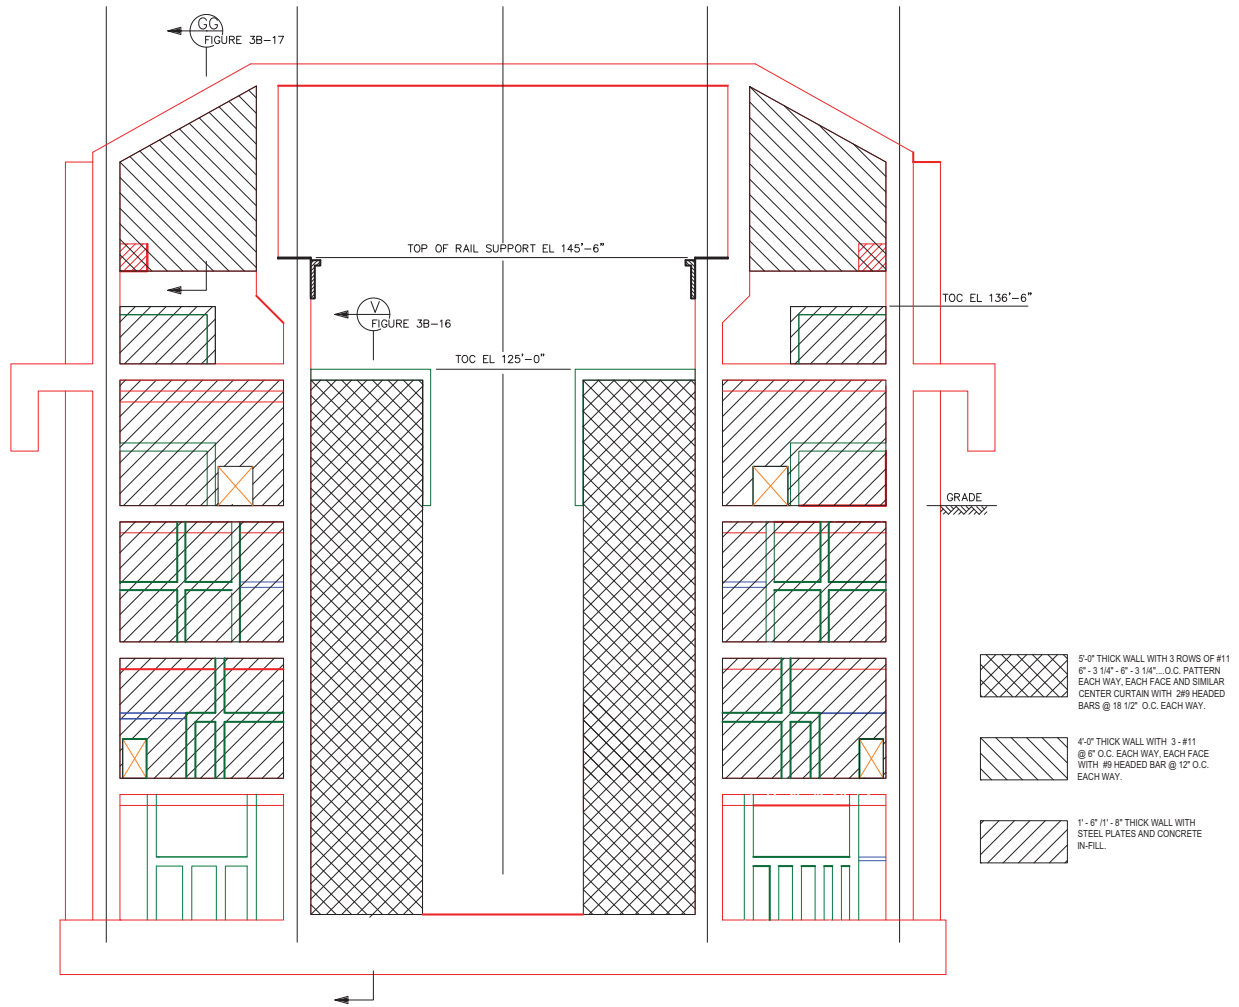 GG
FIGURE 3B-17
TOP OF RAIL SUPPORT EL 145'-6"
TOC EL 136'-6"
V
FIGURE 3B-16
TOC EL 125'-0"
GRADE
5'-0" THICK WALL WITH 3 ROWS OF #11
6" - 3 1/4" - 6" - 3 1/4"....O.C. PATTERN
EACH WAY, EACH FACE AND SIMILAR
CENTER CURTAIN WITH 2#9 HEADED
BARS @ 18 1/2" O.C. EACH WAY.
4'-0" THICK WALL WITH 3 - #11
@ 6" O.C. EACH WAY, EACH FACE
WITH #9 HEADED BAR @ 12" O.C.
EACH WAY.
1' - 6" /1' - 8" THICK WALL WITH
STEEL PLATES AND CONCRETE
IN-FILL.